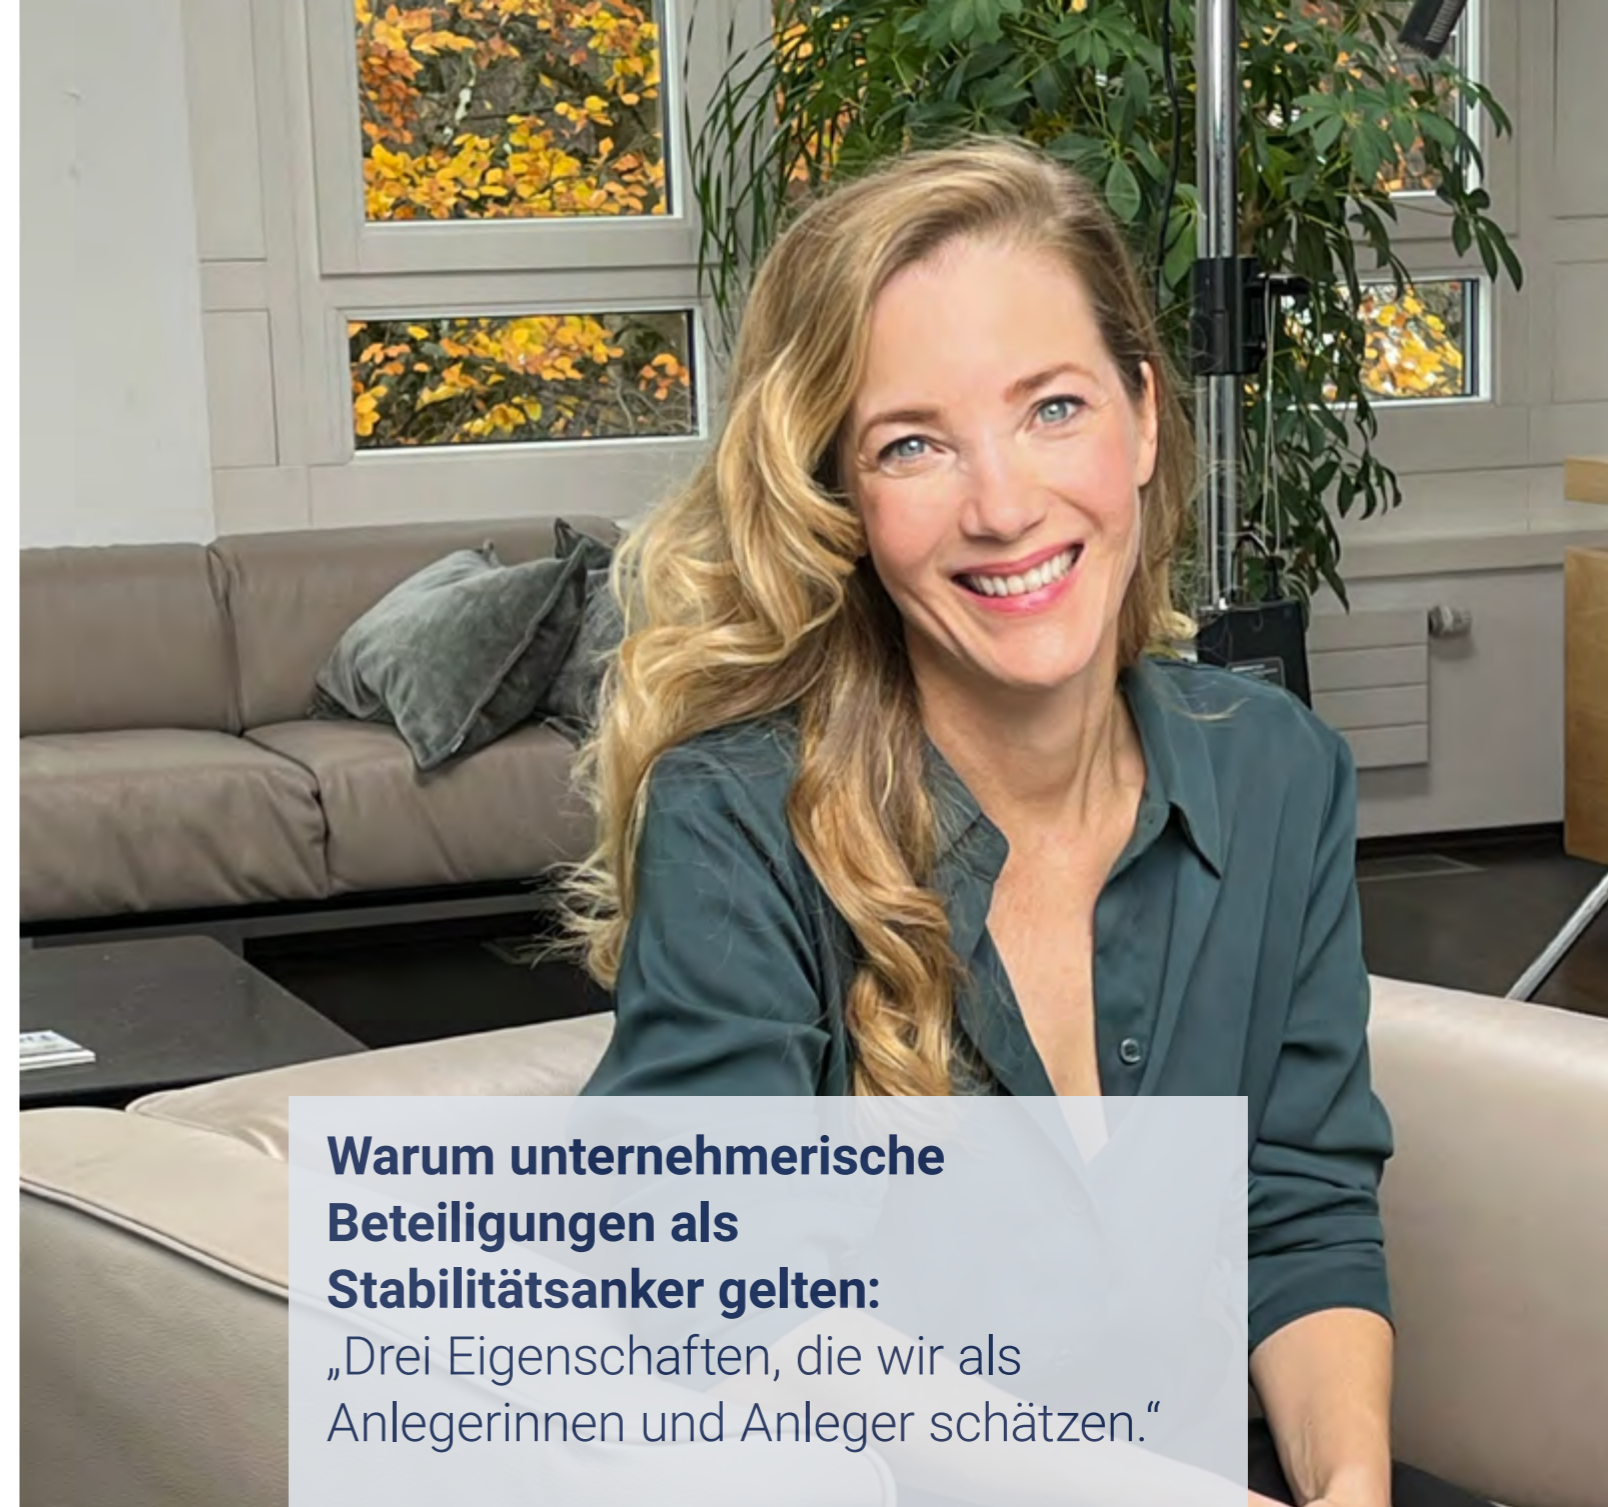 Warum unternehmerische
Beteiligungen als
Stabilitätsanker gelten:
„Drei Eigenschaften, die wir als
Anlegerinnen und Anleger schätzen.“